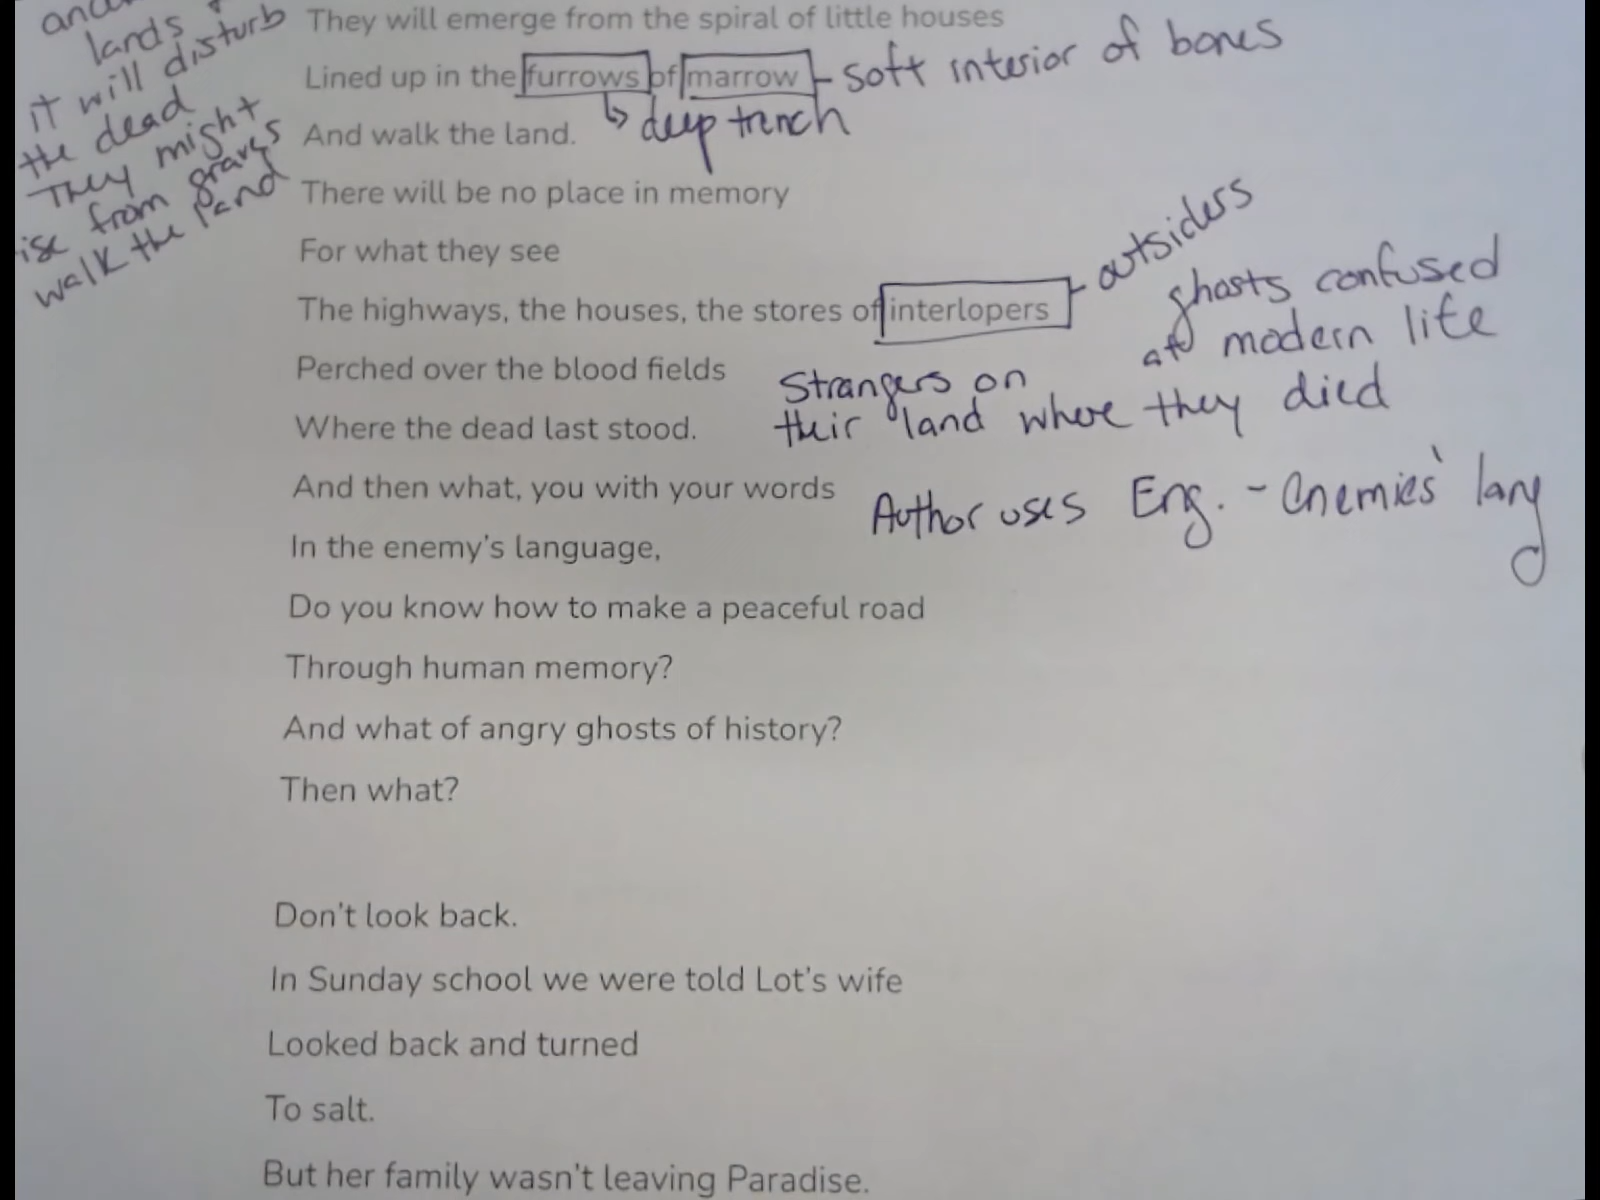 lands
it will disturb
the dead
They might
ise from graves
walk the land
They will emerge from the spiral of little houses
Lined up in the furrows of marrow - soft interior of bones
↳ deep trench
And walk the land.
There will be no place in memory
For what they see
The highways, the houses, the stores of interlopers - outsiders
ghosts confused
at modern life
Perched over the blood fields
Strangers on
their land where they died
Where the dead last stood.
And then what, you with your words
Author uses Eng. - Enemies' lang
In the enemy's language,
Do you know how to make a peaceful road
Through human memory?
And what of angry ghosts of history?
Then what?
Don't look back.
In Sunday school we were told Lot's wife
Looked back and turned
To salt.
But her family wasn't leaving Paradise.